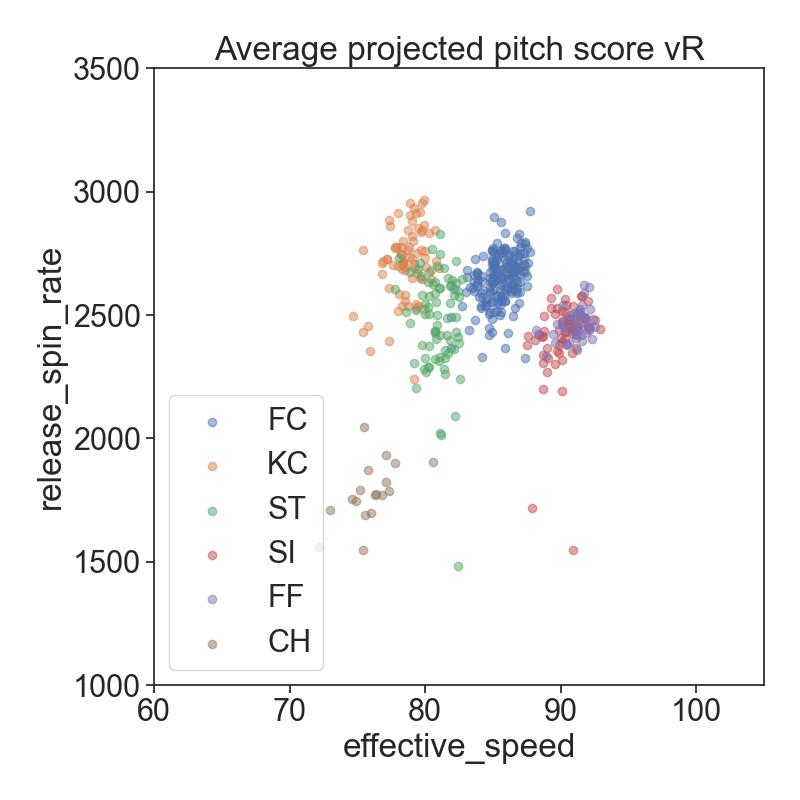 Average projected pitch score vR
3500
3000
2500
2000
1500
1000
release_spin_rate
FC
KC
ST
SI
FF
CH
60
70
80
90
100
effective_speed